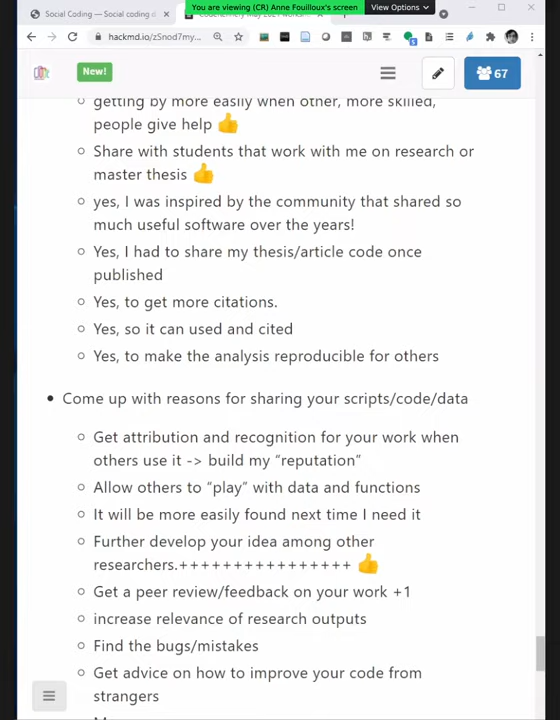 You are viewing (CR) Anne Fouilloux's screen
View Options
Social Coding — Social coding d
hackmd.io/zSnod7my...
New!
67
getting by more easily when other, more skilled,
people give help 👍
Share with students that work with me on research or
master thesis 👍
yes, I was inspired by the community that shared so
much useful software over the years!
Yes, I had to share my thesis/article code once
published
Yes, to get more citations.
Yes, so it can used and cited
Yes, to make the analysis reproducible for others
Come up with reasons for sharing your scripts/code/data
Get attribution and recognition for your work when
others use it -> build my “reputation”
Allow others to “play” with data and functions
It will be more easily found next time I need it
Further develop your idea among other
researchers.++++++++++++++++ 👍
Get a peer review/feedback on your work +1
increase relevance of research outputs
Find the bugs/mistakes
Get advice on how to improve your code from
strangers